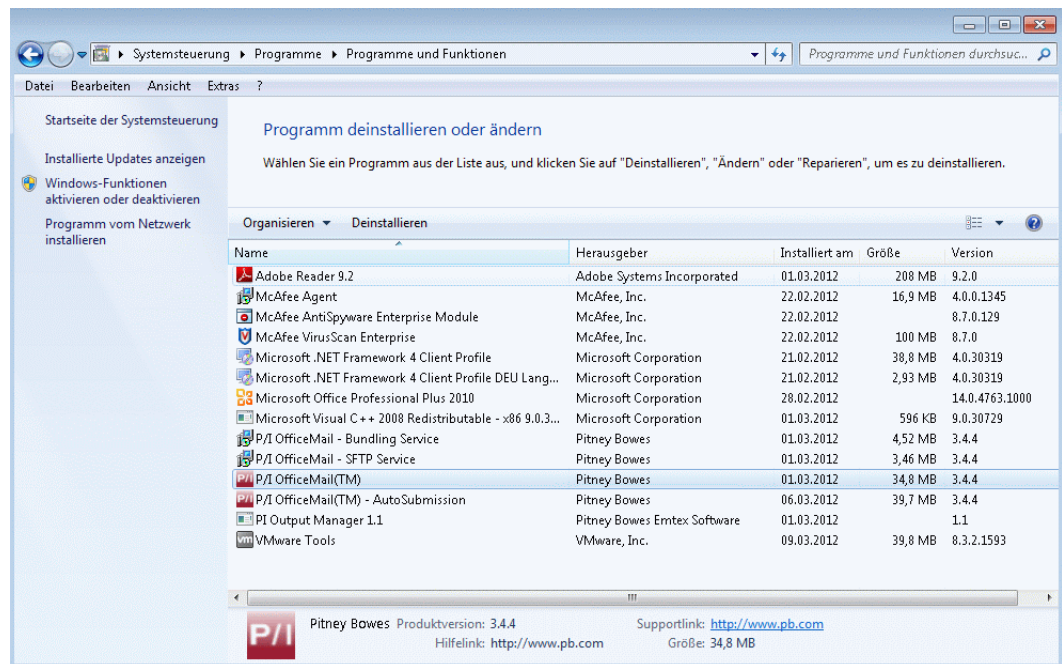 Systemsteuerung Programme Programme und Funktionen Programme und Funktionen durchsuc...
Datei Bearbeiten Ansicht Extras ?
Startseite der Systemsteuerung
Installierte Updates anzeigen
Windows-Funktionen
aktivieren oder deaktivieren
Programm vom Netzwerk
installieren
Programm deinstallieren oder ändern
Wählen Sie ein Programm aus der Liste aus, und klicken Sie auf "Deinstallieren", "Ändern" oder "Reparieren", um es zu deinstallieren.
Organisieren Deinstallieren
Name Herausgeber Installiert am Größe Version
Adobe Reader 9.2 Adobe Systems Incorporated 01.03.2012 208 MB 9.2.0
McAfee Agent McAfee, Inc. 22.02.2012 16,9 MB 4.0.0.1345
McAfee AntiSpyware Enterprise Module McAfee, Inc. 22.02.2012 8.7.0.129
McAfee VirusScan Enterprise McAfee, Inc. 22.02.2012 100 MB 8.7.0
Microsoft .NET Framework 4 Client Profile Microsoft Corporation 21.02.2012 38,8 MB 4.0.30319
Microsoft .NET Framework 4 Client Profile DEU Lang... Microsoft Corporation 21.02.2012 2,93 MB 4.0.30319
Microsoft Office Professional Plus 2010 Microsoft Corporation 28.02.2012 14.0.4763.1000
Microsoft Visual C++ 2008 Redistributable - x86 9.0.3... Microsoft Corporation 01.03.2012 596 KB 9.0.30729
P/I OfficeMail - Bundling Service Pitney Bowes 01.03.2012 4,52 MB 3.4.4
P/I OfficeMail - SFTP Service Pitney Bowes 01.03.2012 3,46 MB 3.4.4
P/I P/I OfficeMail(TM) Pitney Bowes 01.03.2012 34,8 MB 3.4.4
P/I P/I OfficeMail(TM) - AutoSubmission Pitney Bowes 06.03.2012 39,7 MB 3.4.4
PI Output Manager 1.1 Pitney Bowes Emtex Software 01.03.2012 1.1
vm VMware Tools VMware, Inc. 09.03.2012 39,8 MB 8.3.2.1593
P/I
Pitney Bowes Produktversion: 3.4.4 Supportlink: http://www.pb.com
Hilfelink: http://www.pb.com Größe: 34,8 MB